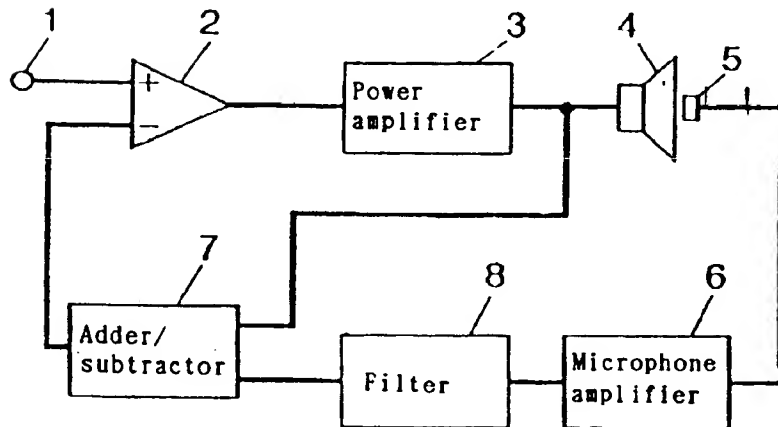 1
2
3
4
5
+
−
Power
amplifier
7
8
6
Adder/
subtractor
Filter
Microphone
amplifier